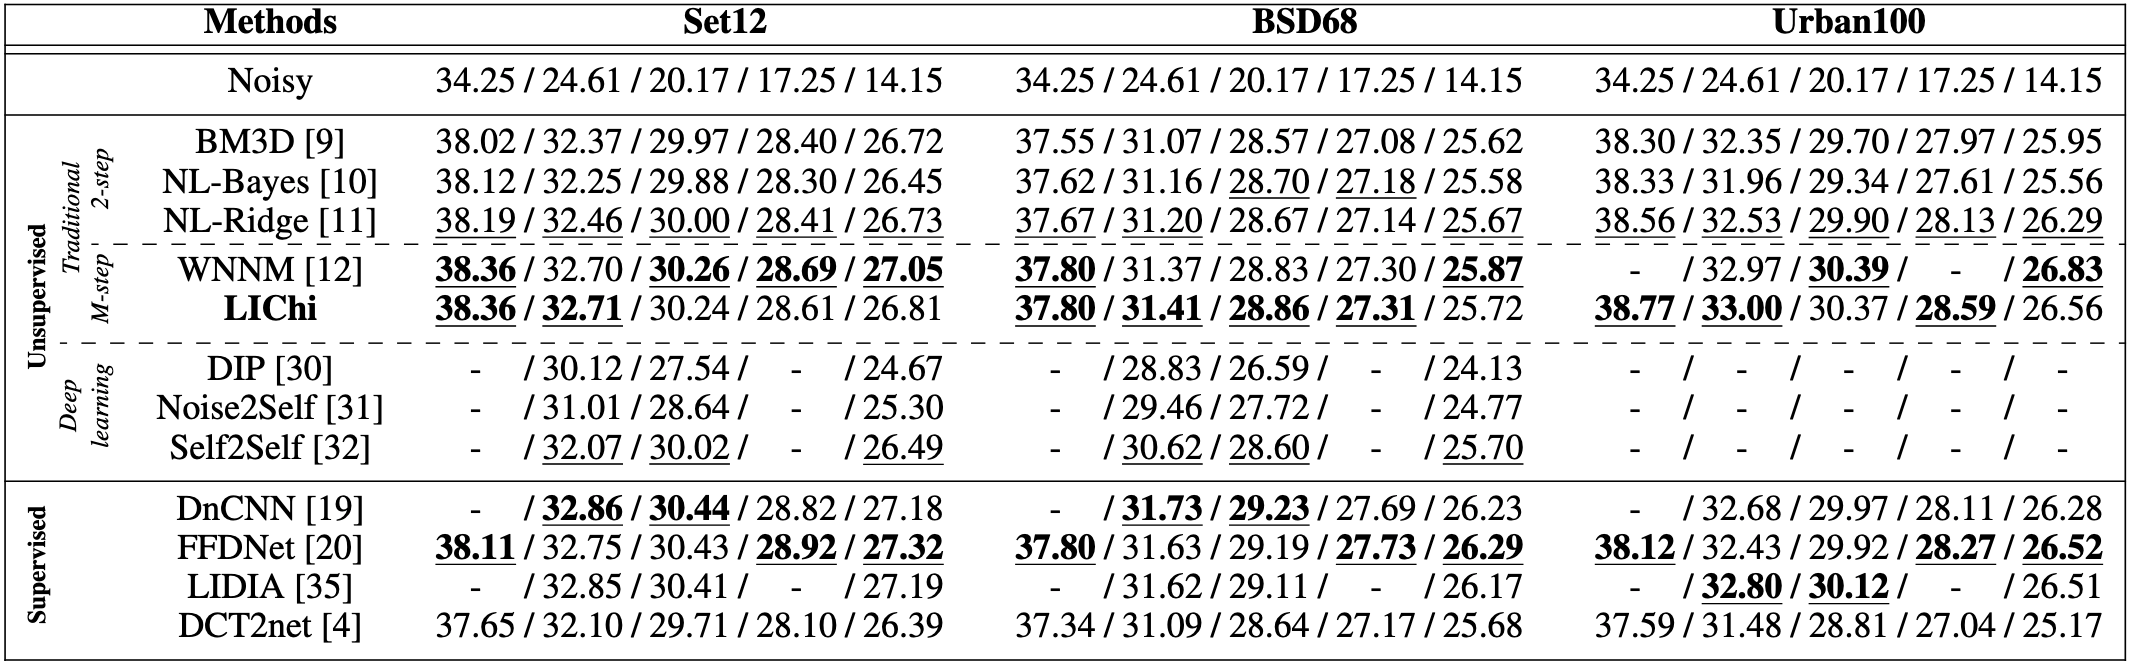 Methods Set12 BSD68 Urban100
Noisy 34.25 / 24.61 / 20.17 / 17.25 / 14.15 34.25 / 24.61 / 20.17 / 17.25 / 14.15 34.25 / 24.61 / 20.17 / 17.25 / 14.15
Unsupervised
Traditional
2-step
BM3D [9] 38.02 / 32.37 / 29.97 / 28.40 / 26.72 37.55 / 31.07 / 28.57 / 27.08 / 25.62 38.30 / 32.35 / 29.70 / 27.97 / 25.95
NL-Bayes [10] 38.12 / 32.25 / 29.88 / 28.30 / 26.45 37.62 / 31.16 / 28.70 / 27.18 / 25.58 38.33 / 31.96 / 29.34 / 27.61 / 25.56
NL-Ridge [11] 38.19 / 32.46 / 30.00 / 28.41 / 26.73 37.67 / 31.20 / 28.67 / 27.14 / 25.67 38.56 / 32.53 / 29.90 / 28.13 / 26.29
M-step
WNNM [12] 38.36 / 32.70 / 30.26 / 28.69 / 27.05 37.80 / 31.37 / 28.83 / 27.30 / 25.87 - / 32.97 / 30.39 / - / 26.83
LIChi 38.36 / 32.71 / 30.24 / 28.61 / 26.81 37.80 / 31.41 / 28.86 / 27.31 / 25.72 38.77 / 33.00 / 30.37 / 28.59 / 26.56
Deep
learning
DIP [30] - / 30.12 / 27.54 / - / 24.67 - / 28.83 / 26.59 / - / 24.13 - / - / - / - / -
Noise2Self [31] - / 31.01 / 28.64 / - / 25.30 - / 29.46 / 27.72 / - / 24.77 - / - / - / - / -
Self2Self [32] - / 32.07 / 30.02 / - / 26.49 - / 30.62 / 28.60 / - / 25.70 - / - / - / - / -
Supervised
DnCNN [19] - / 32.86 / 30.44 / 28.82 / 27.18 - / 31.73 / 29.23 / 27.69 / 26.23 - / 32.68 / 29.97 / 28.11 / 26.28
FFDNet [20] 38.11 / 32.75 / 30.43 / 28.92 / 27.32 37.80 / 31.63 / 29.19 / 27.73 / 26.29 38.12 / 32.43 / 29.92 / 28.27 / 26.52
LIDIA [35] - / 32.85 / 30.41 / - / 27.19 - / 31.62 / 29.11 / - / 26.17 - / 32.80 / 30.12 / - / 26.51
DCT2net [4] 37.65 / 32.10 / 29.71 / 28.10 / 26.39 37.34 / 31.09 / 28.64 / 27.17 / 25.68 37.59 / 31.48 / 28.81 / 27.04 / 25.17